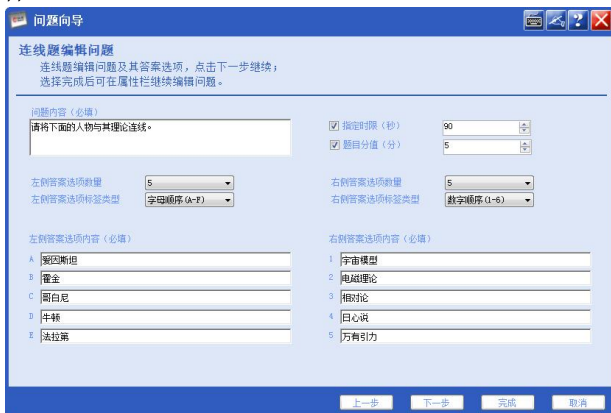 问题向导
连线题编辑问题
连线题编辑问题及其答案选项，点击下一步继续；
选择完成后可在属性栏继续编辑问题。
问题内容（必填）
请将下面的人物与其理论连线。
指定时限（秒） 90
题目分值（分） 5
左侧答案选项数量 5 右侧答案选项数量 5
左侧答案选项标签类型 字母顺序(A-F) 右侧答案选项标签类型 数字顺序(1-6)
左侧答案选项内容（必填） 右侧答案选项内容（必填）
A 爱因斯坦 1 宇宙模型
B 霍金 2 电磁理论
C 哥白尼 3 相对论
D 牛顿 4 日心说
E 法拉第 5 万有引力
上一步 下一步 完成 取消